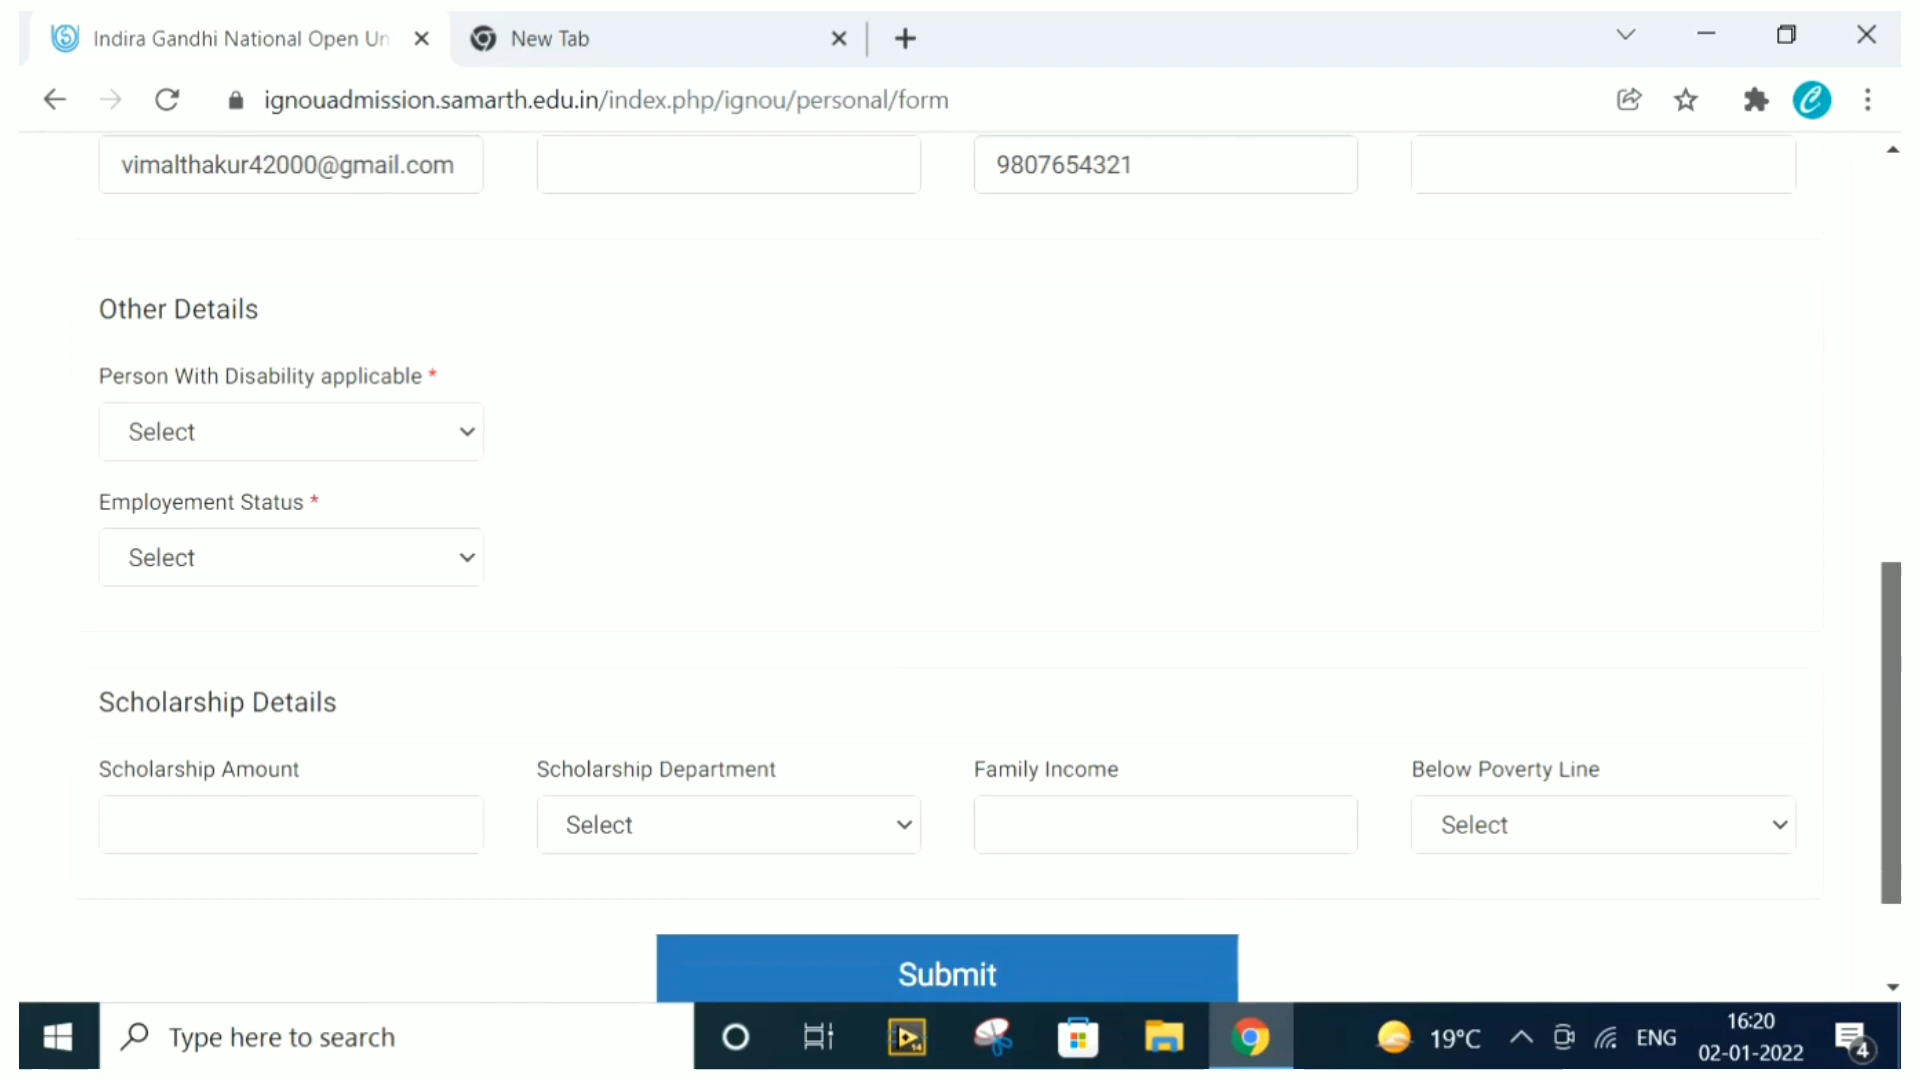 Indira Gandhi National Open Un
New Tab
ignouadmission.samarth.edu.in/index.php/ignou/personal/form
vimalthakur42000@gmail.com
9807654321
Other Details
Person With Disability applicable *
Select
Employement Status *
Select
Scholarship Details
Scholarship Amount Scholarship Department Family Income Below Poverty Line
Select Select
Submit
Type here to search
19°C ENG
16:20
02-01-2022
4